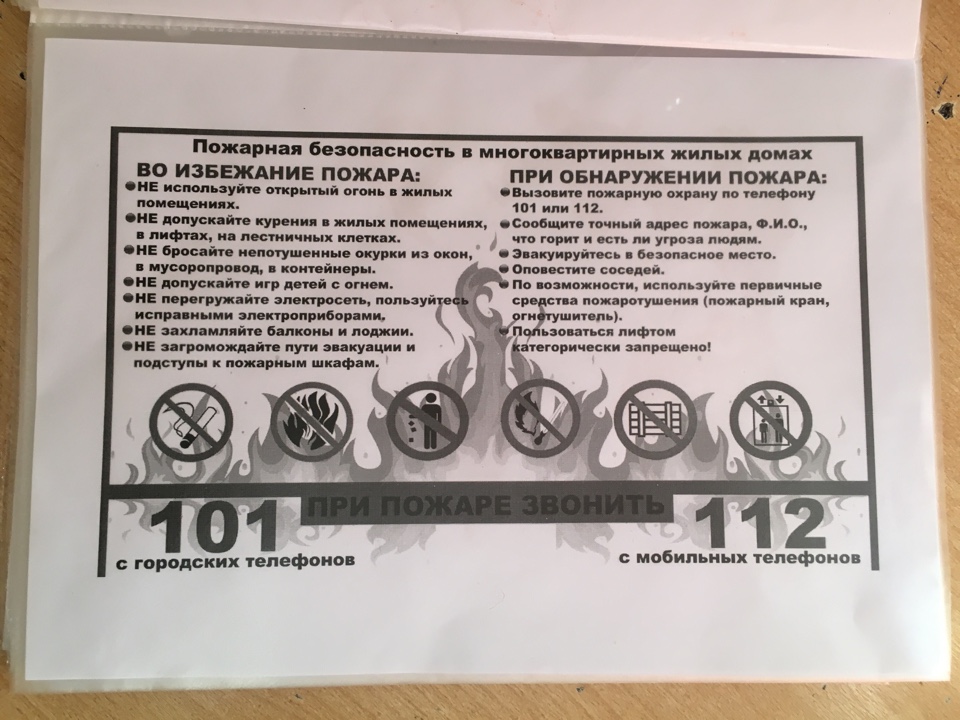 Пожарная безопасность в многоквартирных жилых домах
ВО ИЗБЕЖАНИЕ ПОЖАРА:
НЕ используйте открытый огонь в жилых
помещениях.
НЕ допускайте курения в жилых помещениях,
в лифтах, на лестничных клетках.
НЕ бросайте непотушенные окурки из окон,
в мусоропровод, в контейнеры.
НЕ допускайте игр детей с огнем.
НЕ перегружайте электросеть, пользуйтесь
исправными электроприборами.
НЕ захламляйте балконы и лоджии.
НЕ загромождайте пути эвакуации и
подступы к пожарным шкафам.
ПРИ ОБНАРУЖЕНИИ ПОЖАРА:
Вызовите пожарную охрану по телефону
101 или 112.
Сообщите точный адрес пожара, Ф.И.О.,
что горит и есть ли угроза людям.
Эвакуируйтесь в безопасное место.
Оповестите соседей.
По возможности, используйте первичные
средства пожаротушения (пожарный кран,
огнетушитель).
Пользоваться лифтом
категорически запрещено!
ПРИ ПОЖАРЕ ЗВОНИТЬ
101
с городских телефонов
112
с мобильных телефонов